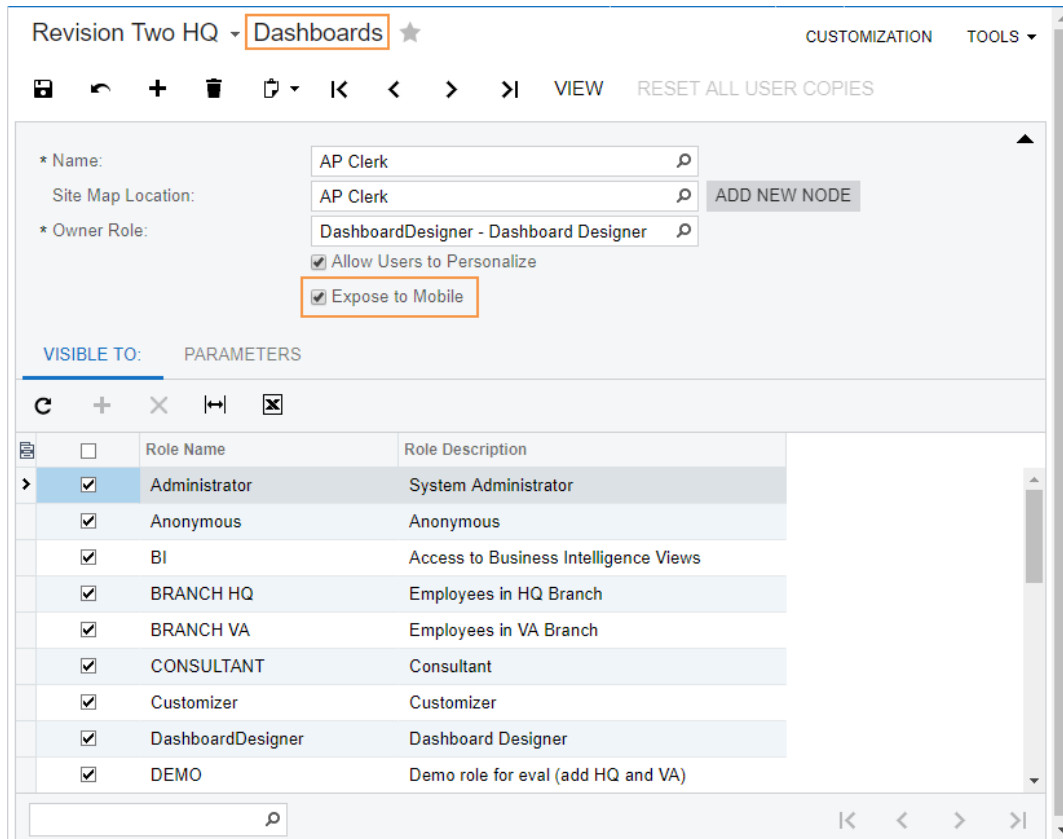 Revision Two HQ Dashboards
CUSTOMIZATION TOOLS
VIEW RESET ALL USER COPIES
* Name: AP Clerk
Site Map Location: AP Clerk ADD NEW NODE
* Owner Role: DashboardDesigner - Dashboard Designer
Allow Users to Personalize
Expose to Mobile
VISIBLE TO: PARAMETERS
Role Name Role Description
Administrator System Administrator
Anonymous Anonymous
BI Access to Business Intelligence Views
BRANCH HQ Employees in HQ Branch
BRANCH VA Employees in VA Branch
CONSULTANT Consultant
Customizer Customizer
DashboardDesigner Dashboard Designer
DEMO Demo role for eval (add HQ and VA)